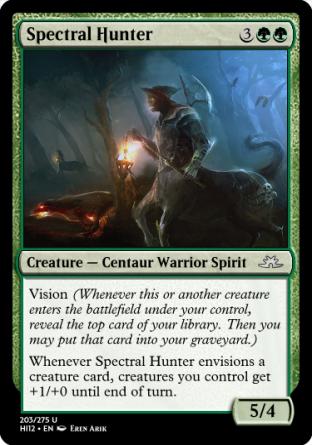 Spectral Hunter 3
Creature — Centaur Warrior Spirit
Vision (Whenever this or another creature
enters the battlefield under your control,
reveal the top card of your library. Then you
may put that card into your graveyard.)
Whenever Spectral Hunter envisions a
creature card, creatures you control get
+1/+0 until end of turn.
5/4
203/275 U
HI12 • EN Eren Arik